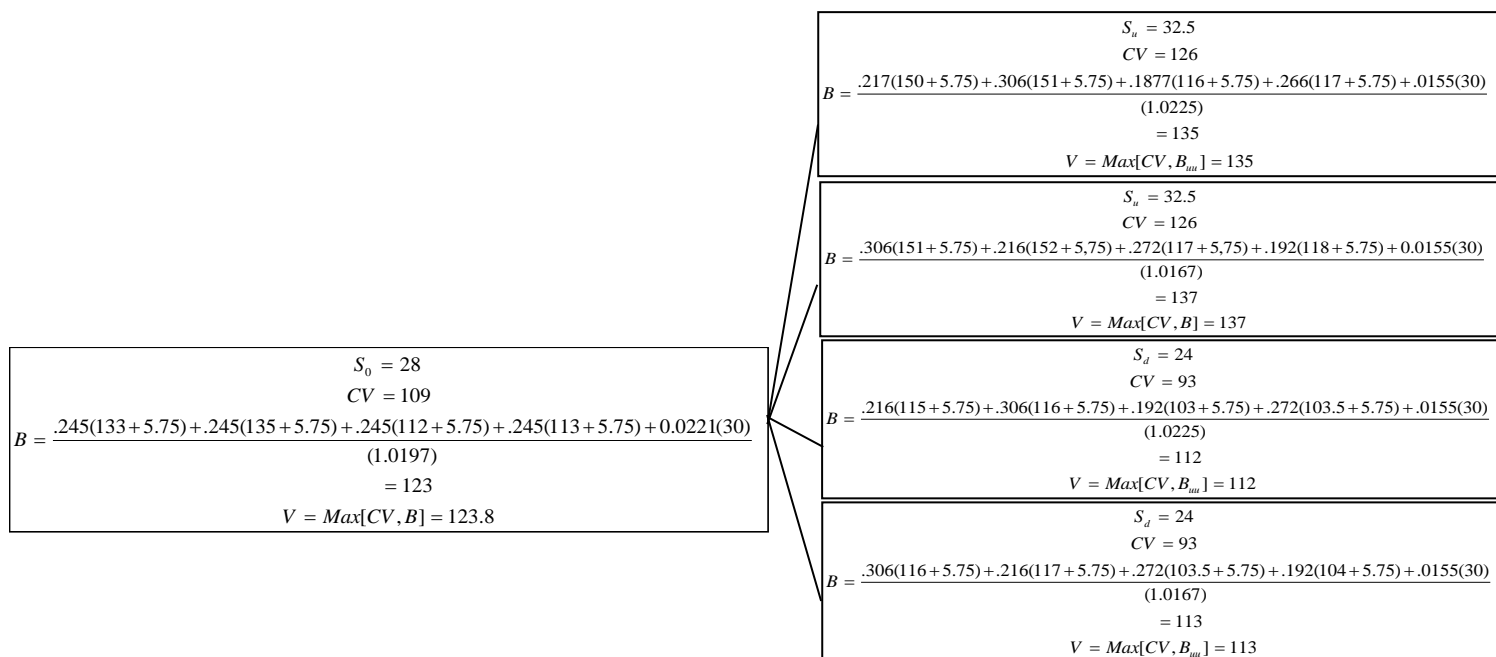 S_u = 32.5
CV = 126
B = .217(150+5.75)+.306(151+5.75)+.1877(116+5.75)+.266(117+5.75)+.0155(30)
(1.0225)
= 135
V = Max[CV, B_uu] = 135
S_u = 32.5
CV = 126
B = .306(151+5.75)+.216(152+5,75)+.272(117+5,75)+.192(118+5.75)+0.0155(30)
(1.0167)
= 137
V = Max[CV, B] = 137
S_0 = 28
CV = 109
B = .245(133+5.75)+.245(135+5.75)+.245(112+5.75)+.245(113+5.75)+0.0221(30)
(1.0197)
= 123
V = Max[CV, B] = 123.8
S_d = 24
CV = 93
B = .216(115+5.75)+.306(116+5.75)+.192(103+5.75)+.272(103.5+5.75)+.0155(30)
(1.0225)
= 112
V = Max[CV, B_uu] = 112
S_d = 24
CV = 93
B = .306(116+5.75)+.216(117+5.75)+.272(103.5+5.75)+.192(104+5.75)+.0155(30)
(1.0167)
= 113
V = Max[CV, B_uu] = 113